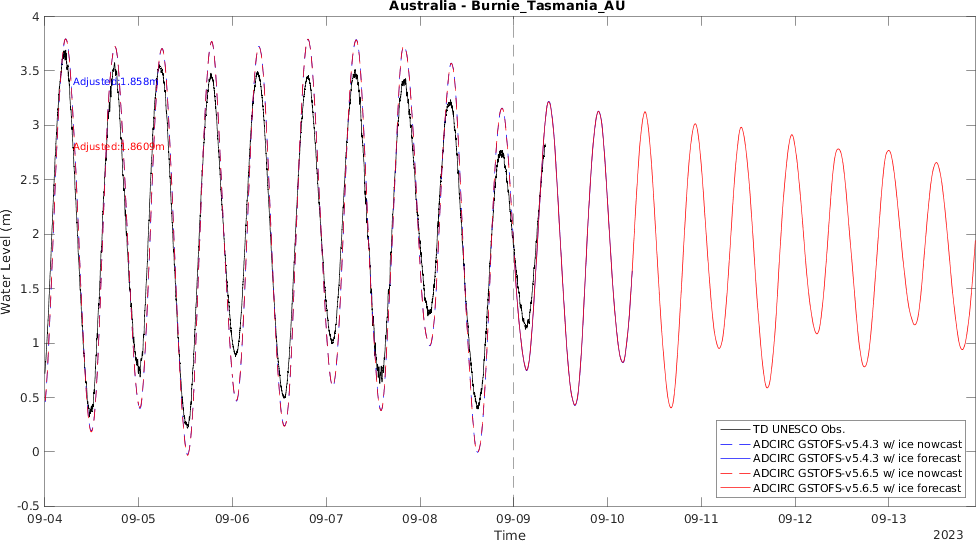 Australia - Burnie_Tasmania_AU
4
3.5
3
2.5
2
1.5
1
0.5
0
-0.5
Water Level (m)
Adjusted:1.858m
Adjusted:1.8609m
TD UNESCO Obs.
ADCIRC GSTOFS-v5.4.3 w/ ice nowcast
ADCIRC GSTOFS-v5.4.3 w/ ice forecast
ADCIRC GSTOFS-v5.6.5 w/ ice nowcast
ADCIRC GSTOFS-v5.6.5 w/ ice forecast
09-04 09-05 09-06 09-07 09-08 09-09 09-10 09-11 09-12 09-13
Time
2023